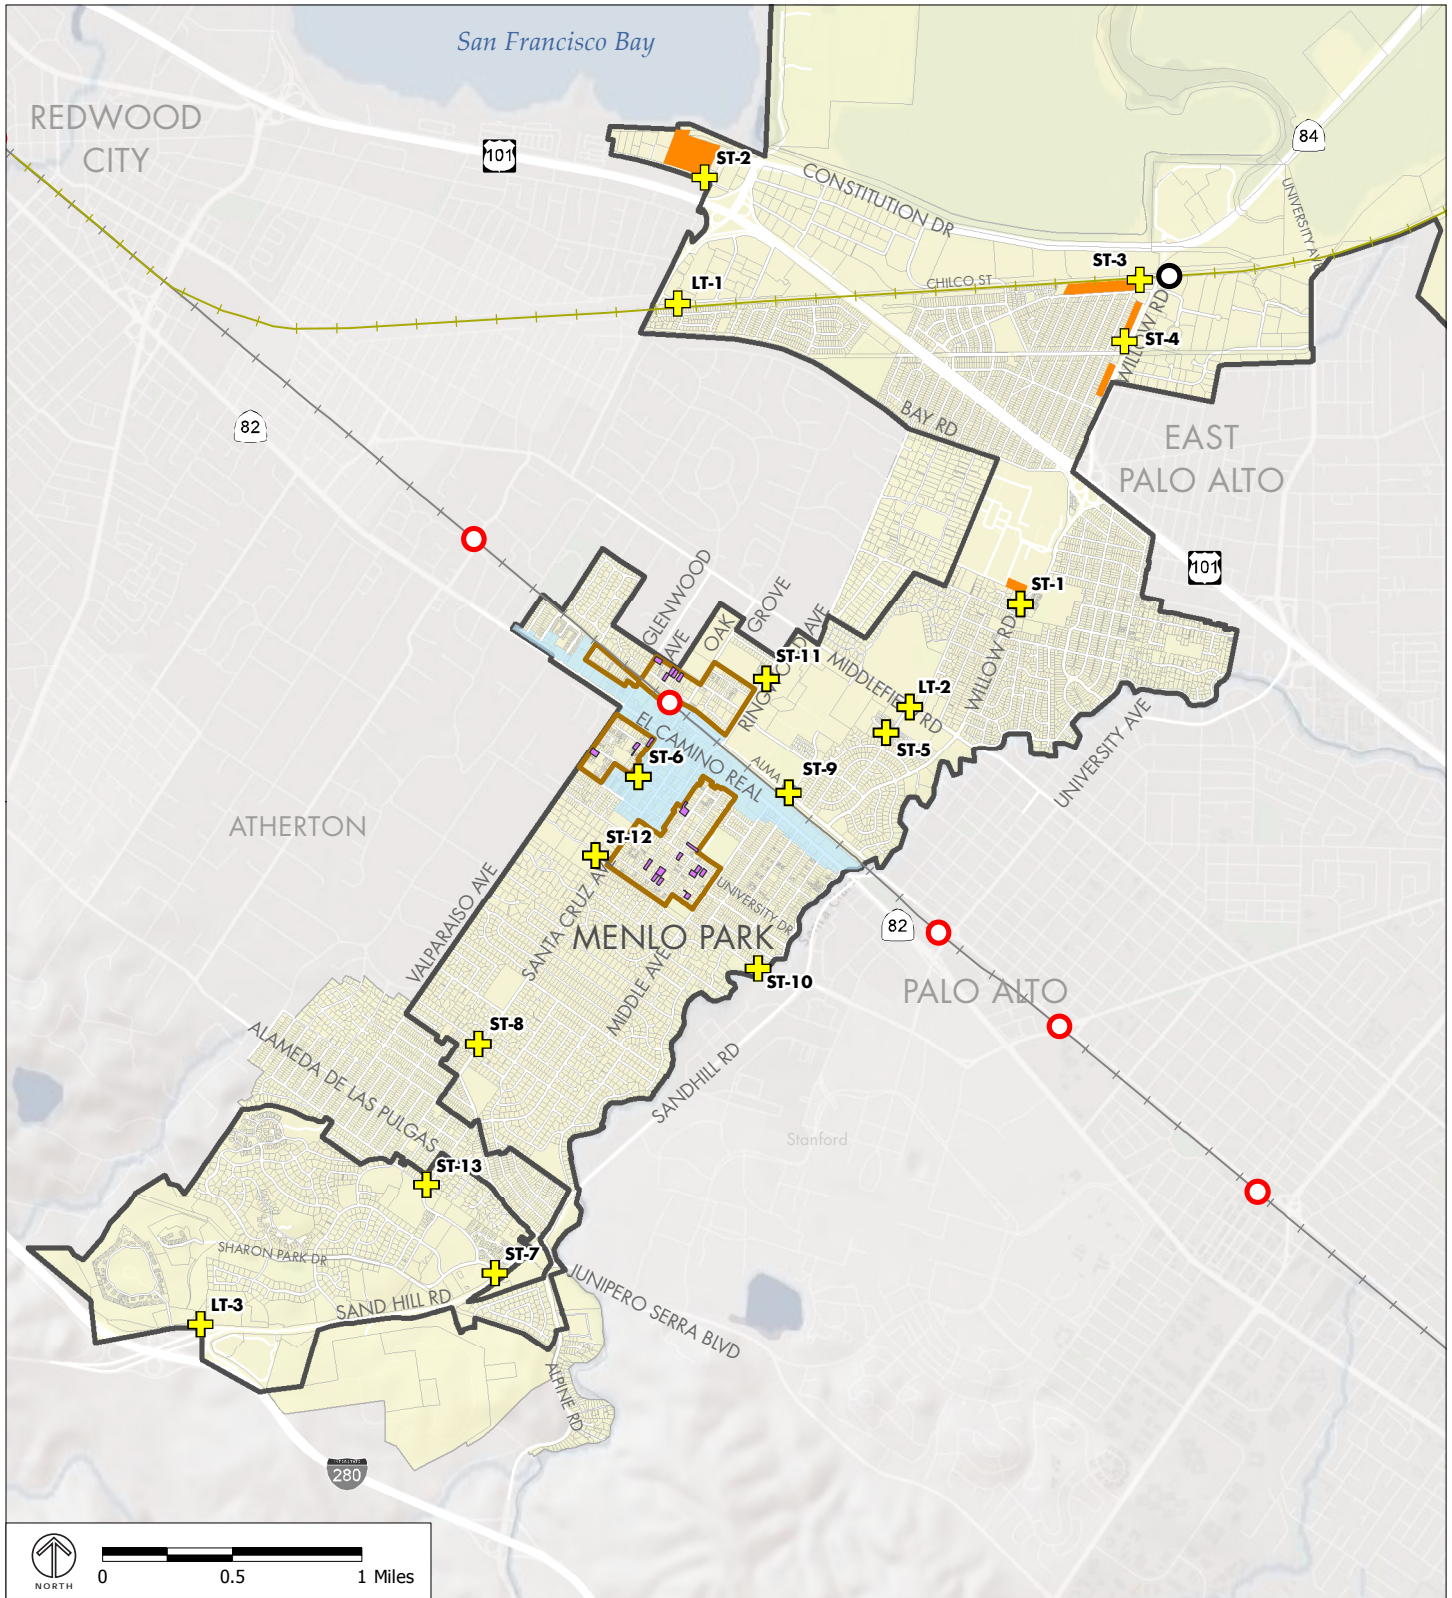 San Francisco Bay
REDWOOD
CITY
101
84
ST-2
CONSTITUTION DR
UNIVERSITY AVE
ST-3
CHILCO ST
LT-1
WILLOW RD
ST-4
82
BAY RD
EAST
PALO ALTO
101
GLENWOOD
AVE
OAK
GROVE
ST-1
RINGWOOD AVE
ST-11
MIDDLEFIELD RD
WILLOW RD
LT-2
ST-5
UNIVERSITY AVE
EL CAMINO REAL
ALMA
ST-6
ST-9
ATHERTON
ST-12
VALPARAISO AVE
SANTA CRUZ AVE
UNIVERSITY DR
MENLO PARK
82
MIDDLE AVE
ST-10
PALO ALTO
ST-8
ALAMEDA DE LAS PULGAS
SANDHILL RD
Stanford
ST-13
SHARON PARK DR
ST-7
JUNIPERO SERRA BLVD
LT-3
SAND HILL RD
ALPINE RD
280
NORTH
0
0.5
1 Miles